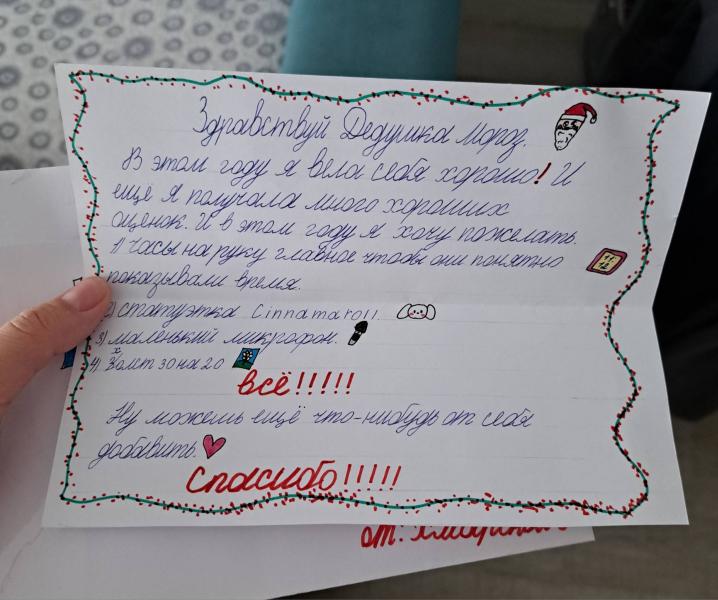 Здравствуй Дедушка Мороз.
В этом году я вела себя хорошо! И
ещё я получала много хороших
оценок. И в этом году я хочу пожелать.
1) часы на руку главное чтобы они понятно
показывали время.
2) статуэтка Cinnamaroll.
3) маленький микрофон.
4) Холст 30 на 20
всё!!!!!
Ну можешь ещё что-нибудь от себя
добавить.
Спасибо!!!!!
от: